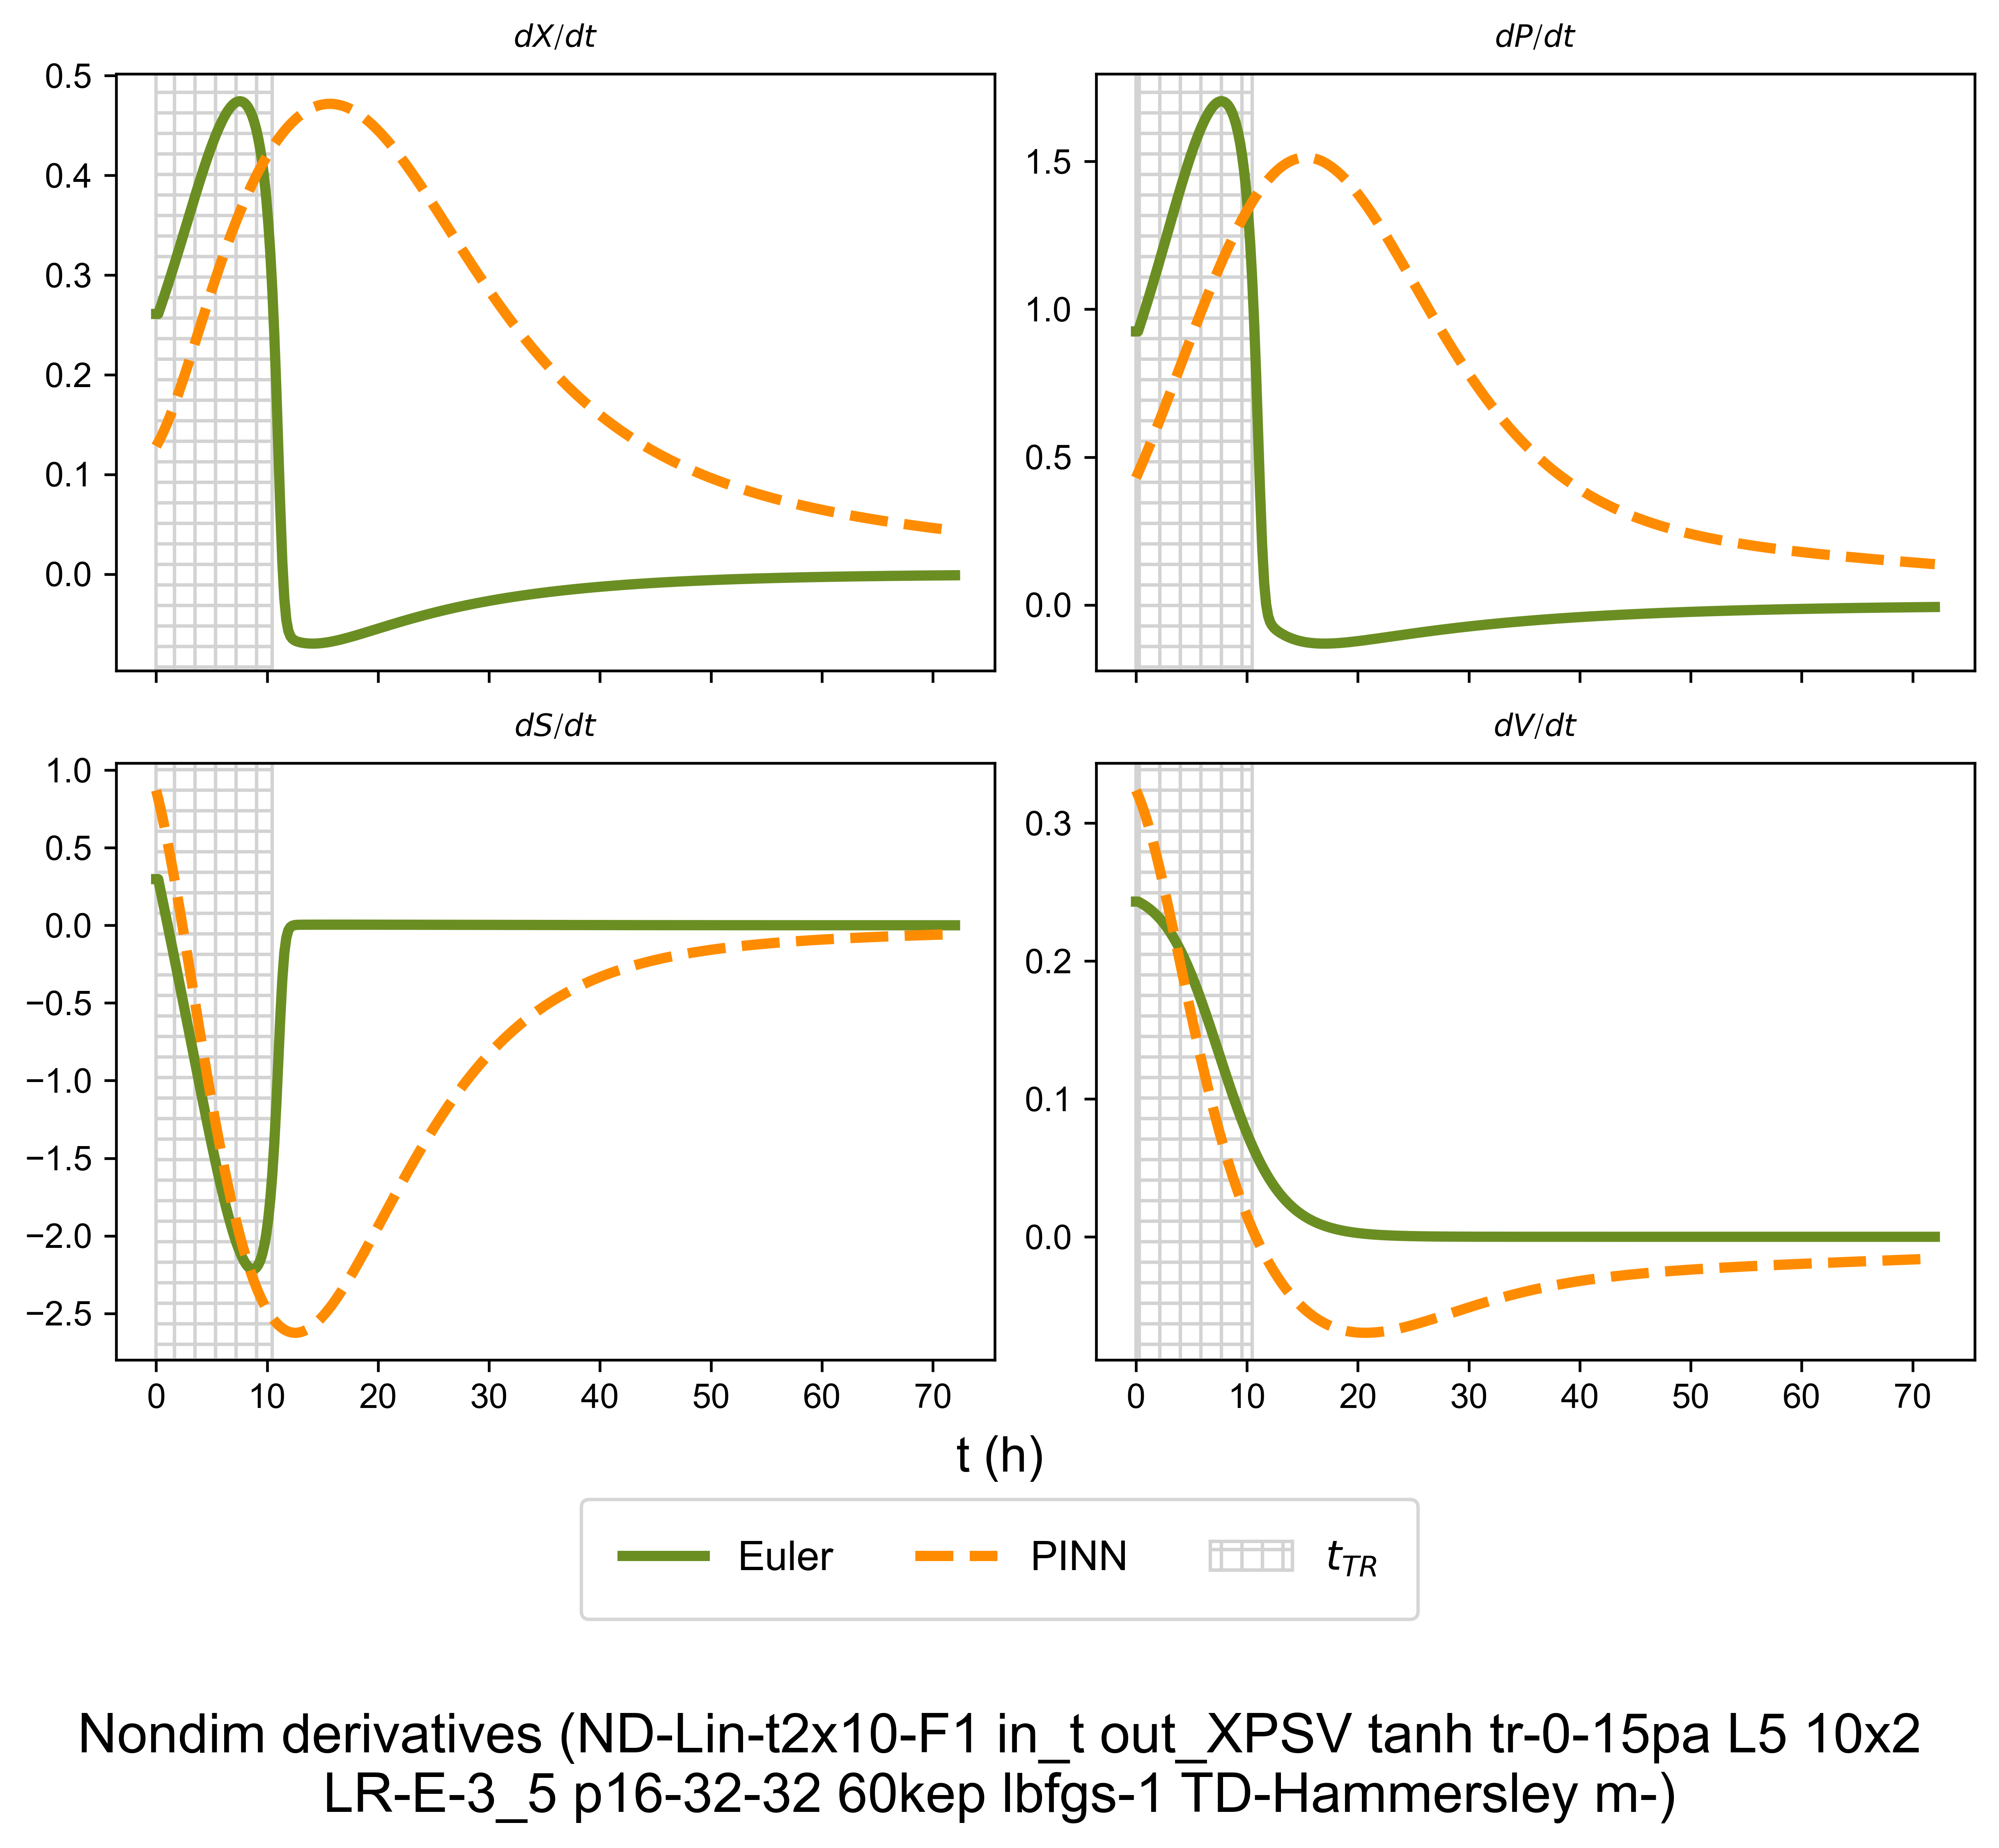 dX/dt
dP/dt
0.5
0.4
0.3
0.2
0.1
0.0
1.5
1.0
0.5
0.0
dS/dt
dV/dt
1.0
0.5
0.0
−0.5
−1.0
−1.5
−2.0
−2.5
0 10 20 30 40 50 60 70
0.3
0.2
0.1
0.0
0 10 20 30 40 50 60 70
t (h)
Euler PINN t_TR
Nondim derivatives (ND-Lin-t2x10-F1 in_t out_XPSV tanh tr-0-15pa L5 10x2
LR-E-3_5 p16-32-32 60kep lbfgs-1 TD-Hammersley m-)